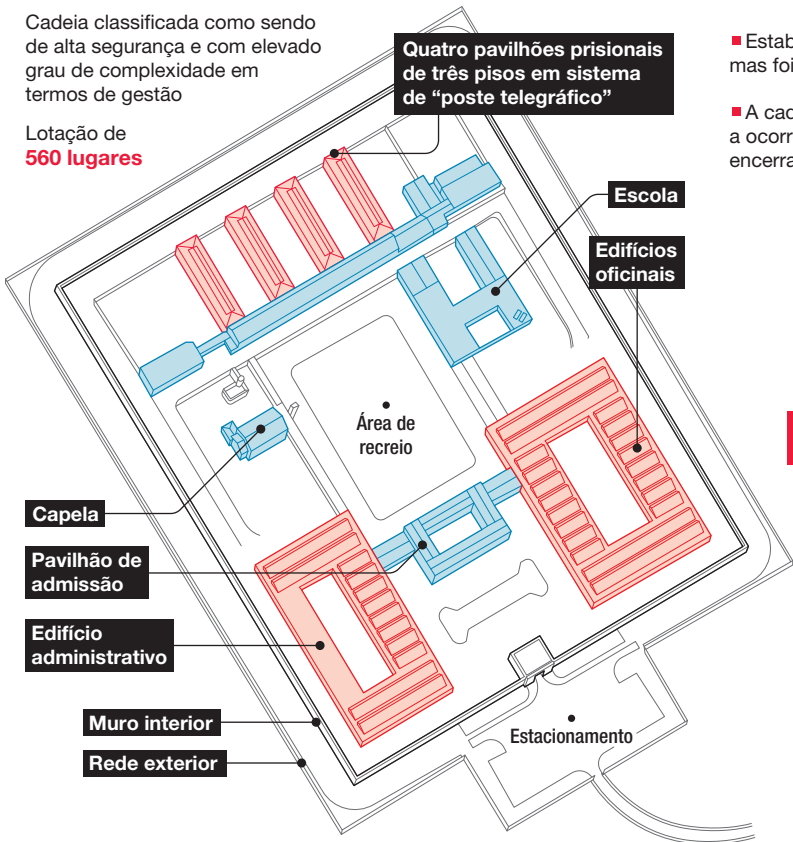 Cadeia classificada como sendo
de alta segurança e com elevado
grau de complexidade em
termos de gestão
Lotação de
560 lugares
Quatro pavilhões prisionais
de três pisos em sistema
de “poste telegráfico”
Estab
mas foi
A cad
a ocorr
encerra
Escola
Edifícios
oficinais
Área de
recreio
Capela
Pavilhão de
admissão
Edifício
administrativo
Muro interior
Rede exterior
Estacionamento